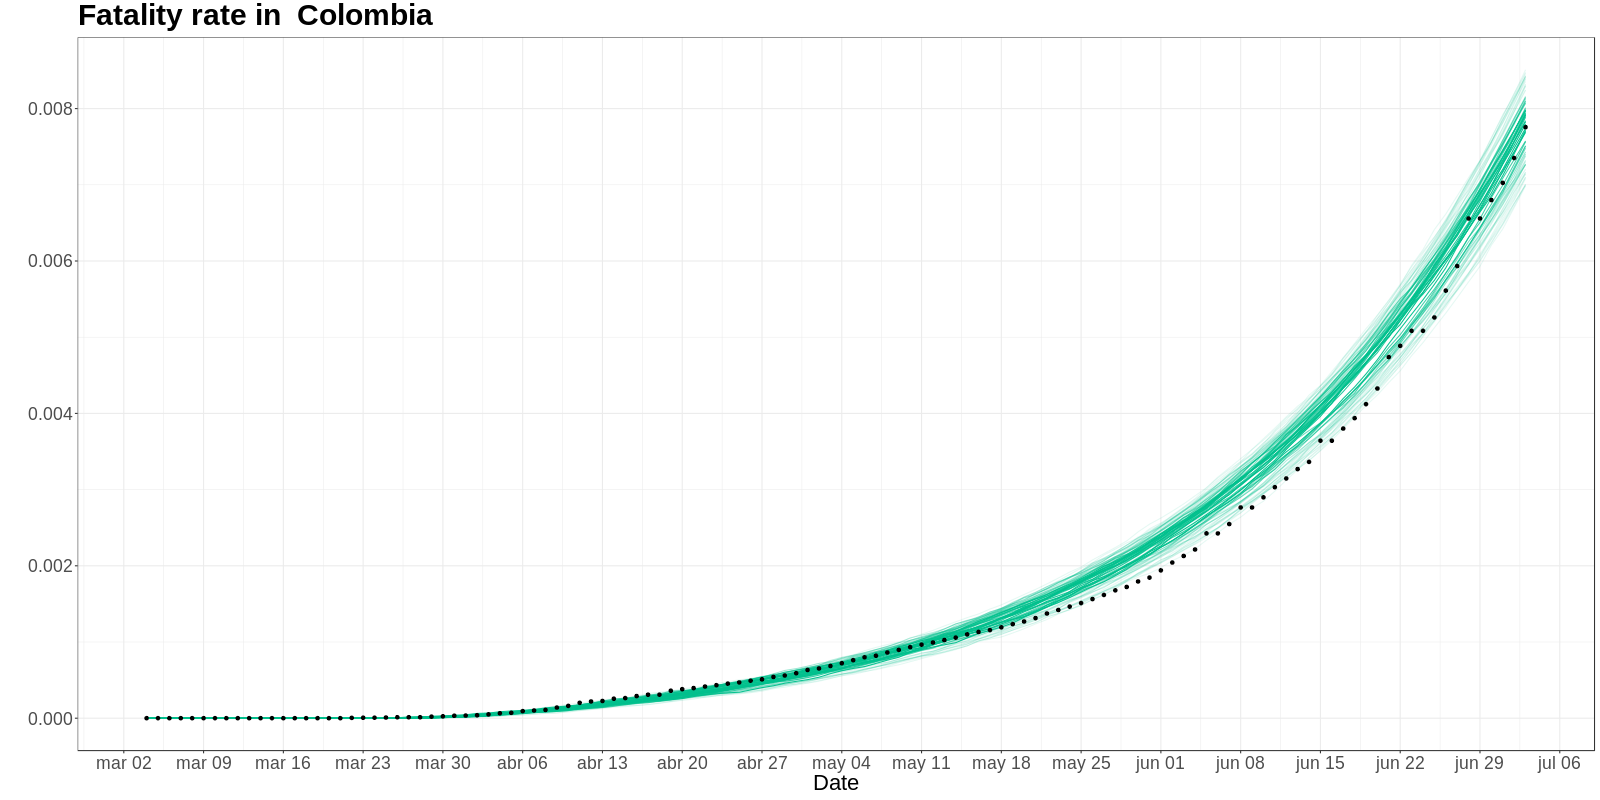 Fatality rate in  Colombia
0.008
0.006
0.004
0.002
0.000
mar 02 mar 09 mar 16 mar 23 mar 30 abr 06 abr 13 abr 20 abr 27 may 04 may 11 may 18 may 25 jun 01 jun 08 jun 15 jun 22 jun 29 jul 06
Date